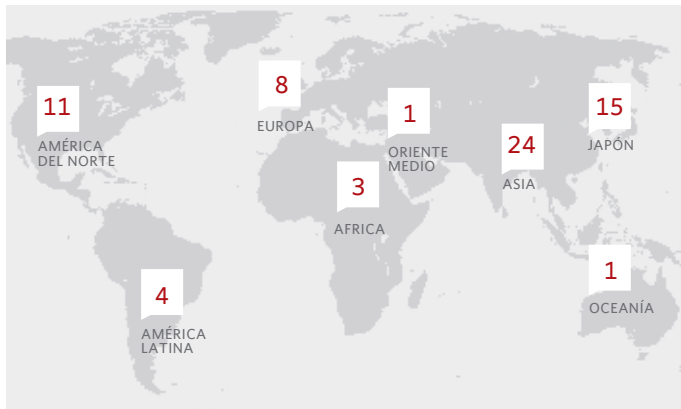 11
AMÉRICA
DEL NORTE
8
EUROPA
1
ORIENTE
MEDIO
15
JAPÓN
24
ASIA
3
AFRICA
4
AMÉRICA
LATINA
1
OCEANÍA